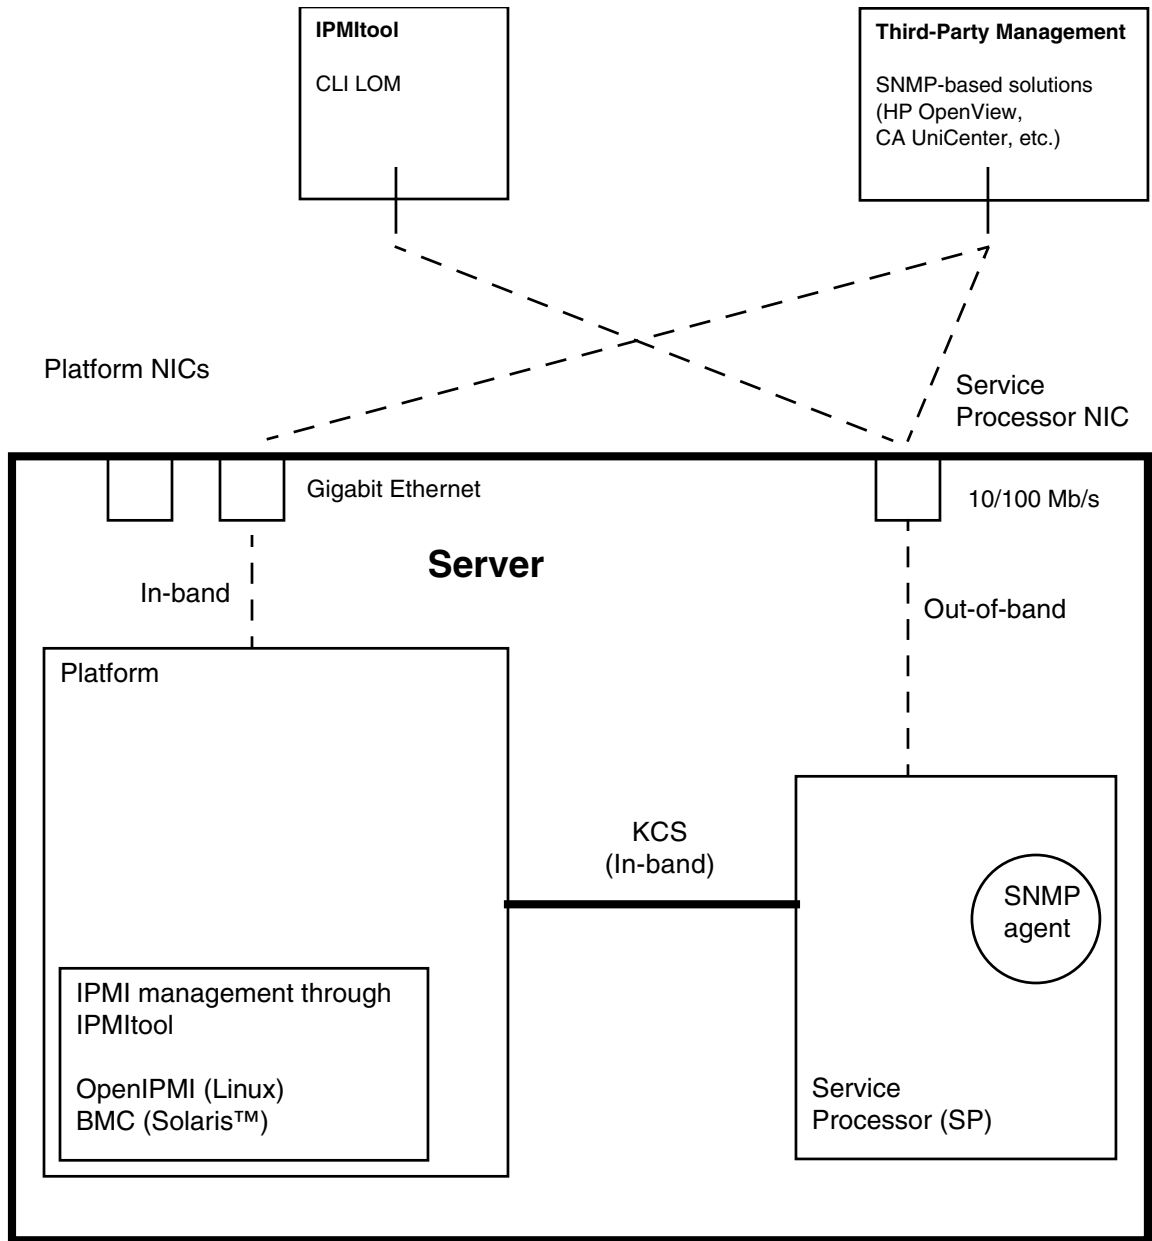 IPMItool
CLI LOM
Third-Party Management
SNMP-based solutions
(HP OpenView,
CA UniCenter, etc.)
Platform NICs
Service
Processor NIC
Gigabit Ethernet
10/100 Mb/s
Server
In-band
Out-of-band
Platform
KCS
(In-band)
SNMP
agent
IPMI management through
IPMItool
OpenIPMI (Linux)
BMC (Solaris™)
Service
Processor (SP)